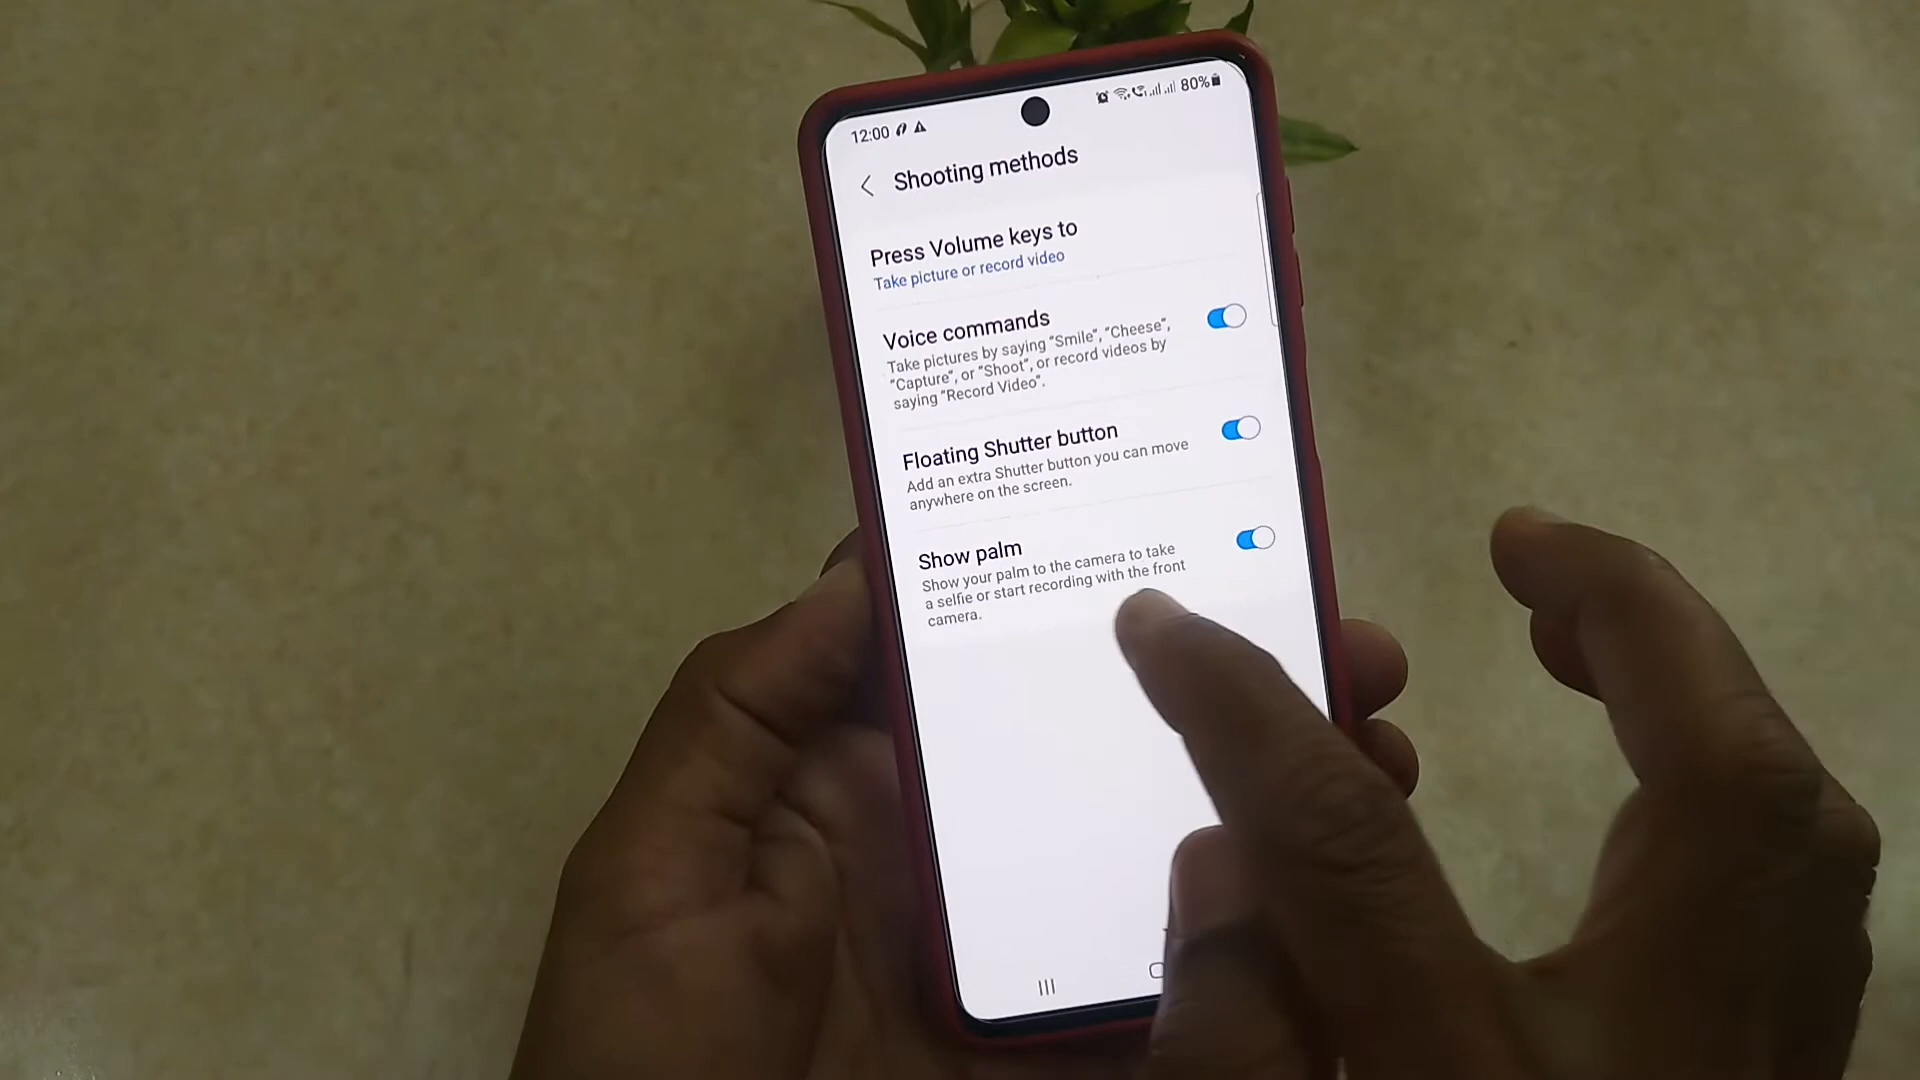 12:00
80%
Shooting methods
Press Volume keys to
Take picture or record video
Voice commands
Take pictures by saying "Smile", "Cheese",
"Capture", or "Shoot", or record videos by
saying "Record Video".
Floating Shutter button
Add an extra Shutter button you can move
anywhere on the screen.
Show palm
Show your palm to the camera to take
a selfie or start recording with the front
camera.